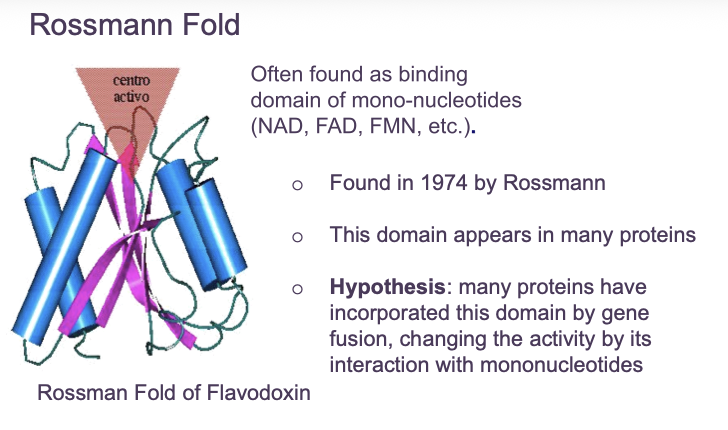 Rossmann Fold
centro
activo
Often found as binding
domain of mono-nucleotides
(NAD, FAD, FMN, etc.).
o Found in 1974 by Rossmann
o This domain appears in many proteins
o Hypothesis: many proteins have
incorporated this domain by gene
fusion, changing the activity by its
interaction with mononucleotides
Rossman Fold of Flavodoxin